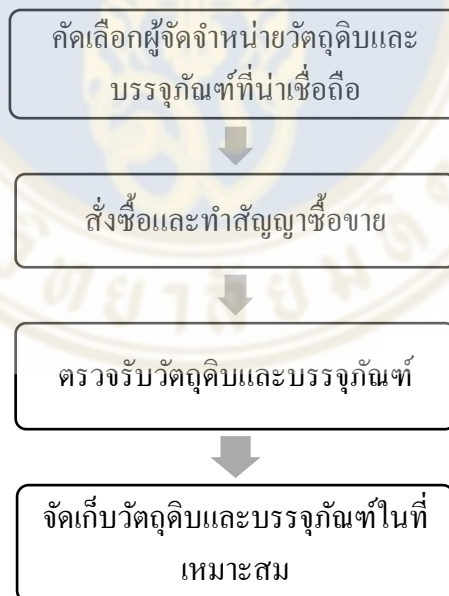 คัดเลือกผู้จัดจำหน่ายวัตถุดิบและ
บรรจุภัณฑ์ที่น่าเชื่อถือ
สั่งซื้อและทำสัญญาซื้อขาย
ตรวจรับวัตถุดิบและบรรจุภัณฑ์
จัดเก็บวัตถุดิบและบรรจุภัณฑ์ในที่
เหมาะสม